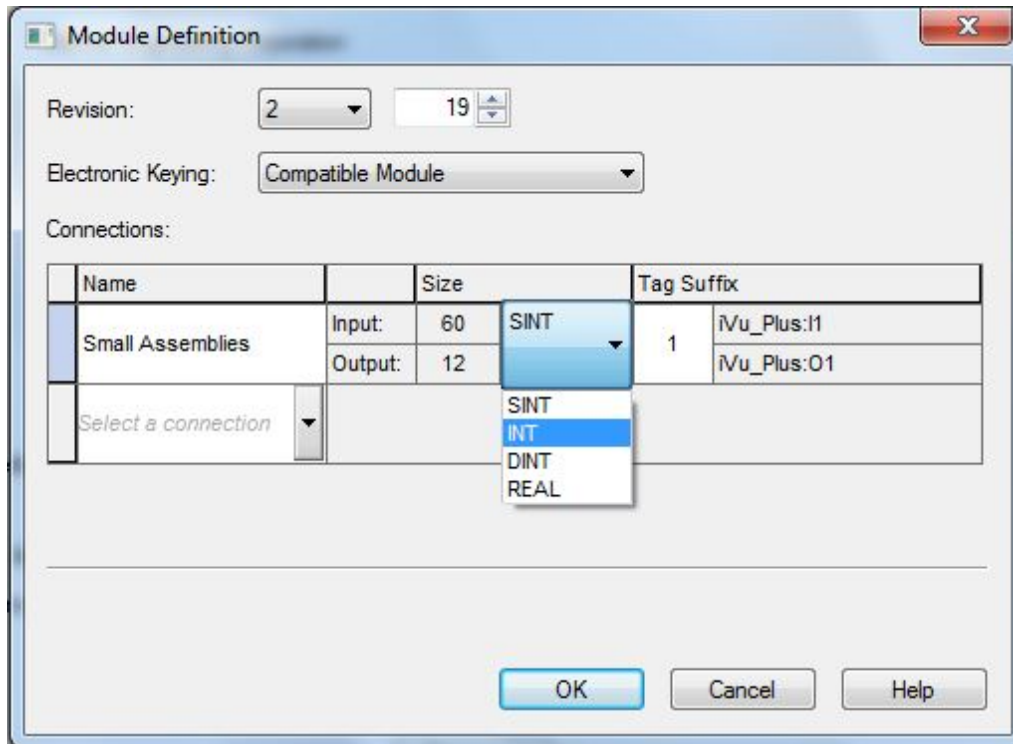 Module Definition
Revision: 2 19
Electronic Keying: Compatible Module
Connections:
Name Size Tag Suffix
Small Assemblies Input: 60 SINT 1 iVu_Plus:I1
Output: 12 iVu_Plus:O1
Select a connection
SINT
INT
DINT
REAL
OK Cancel Help